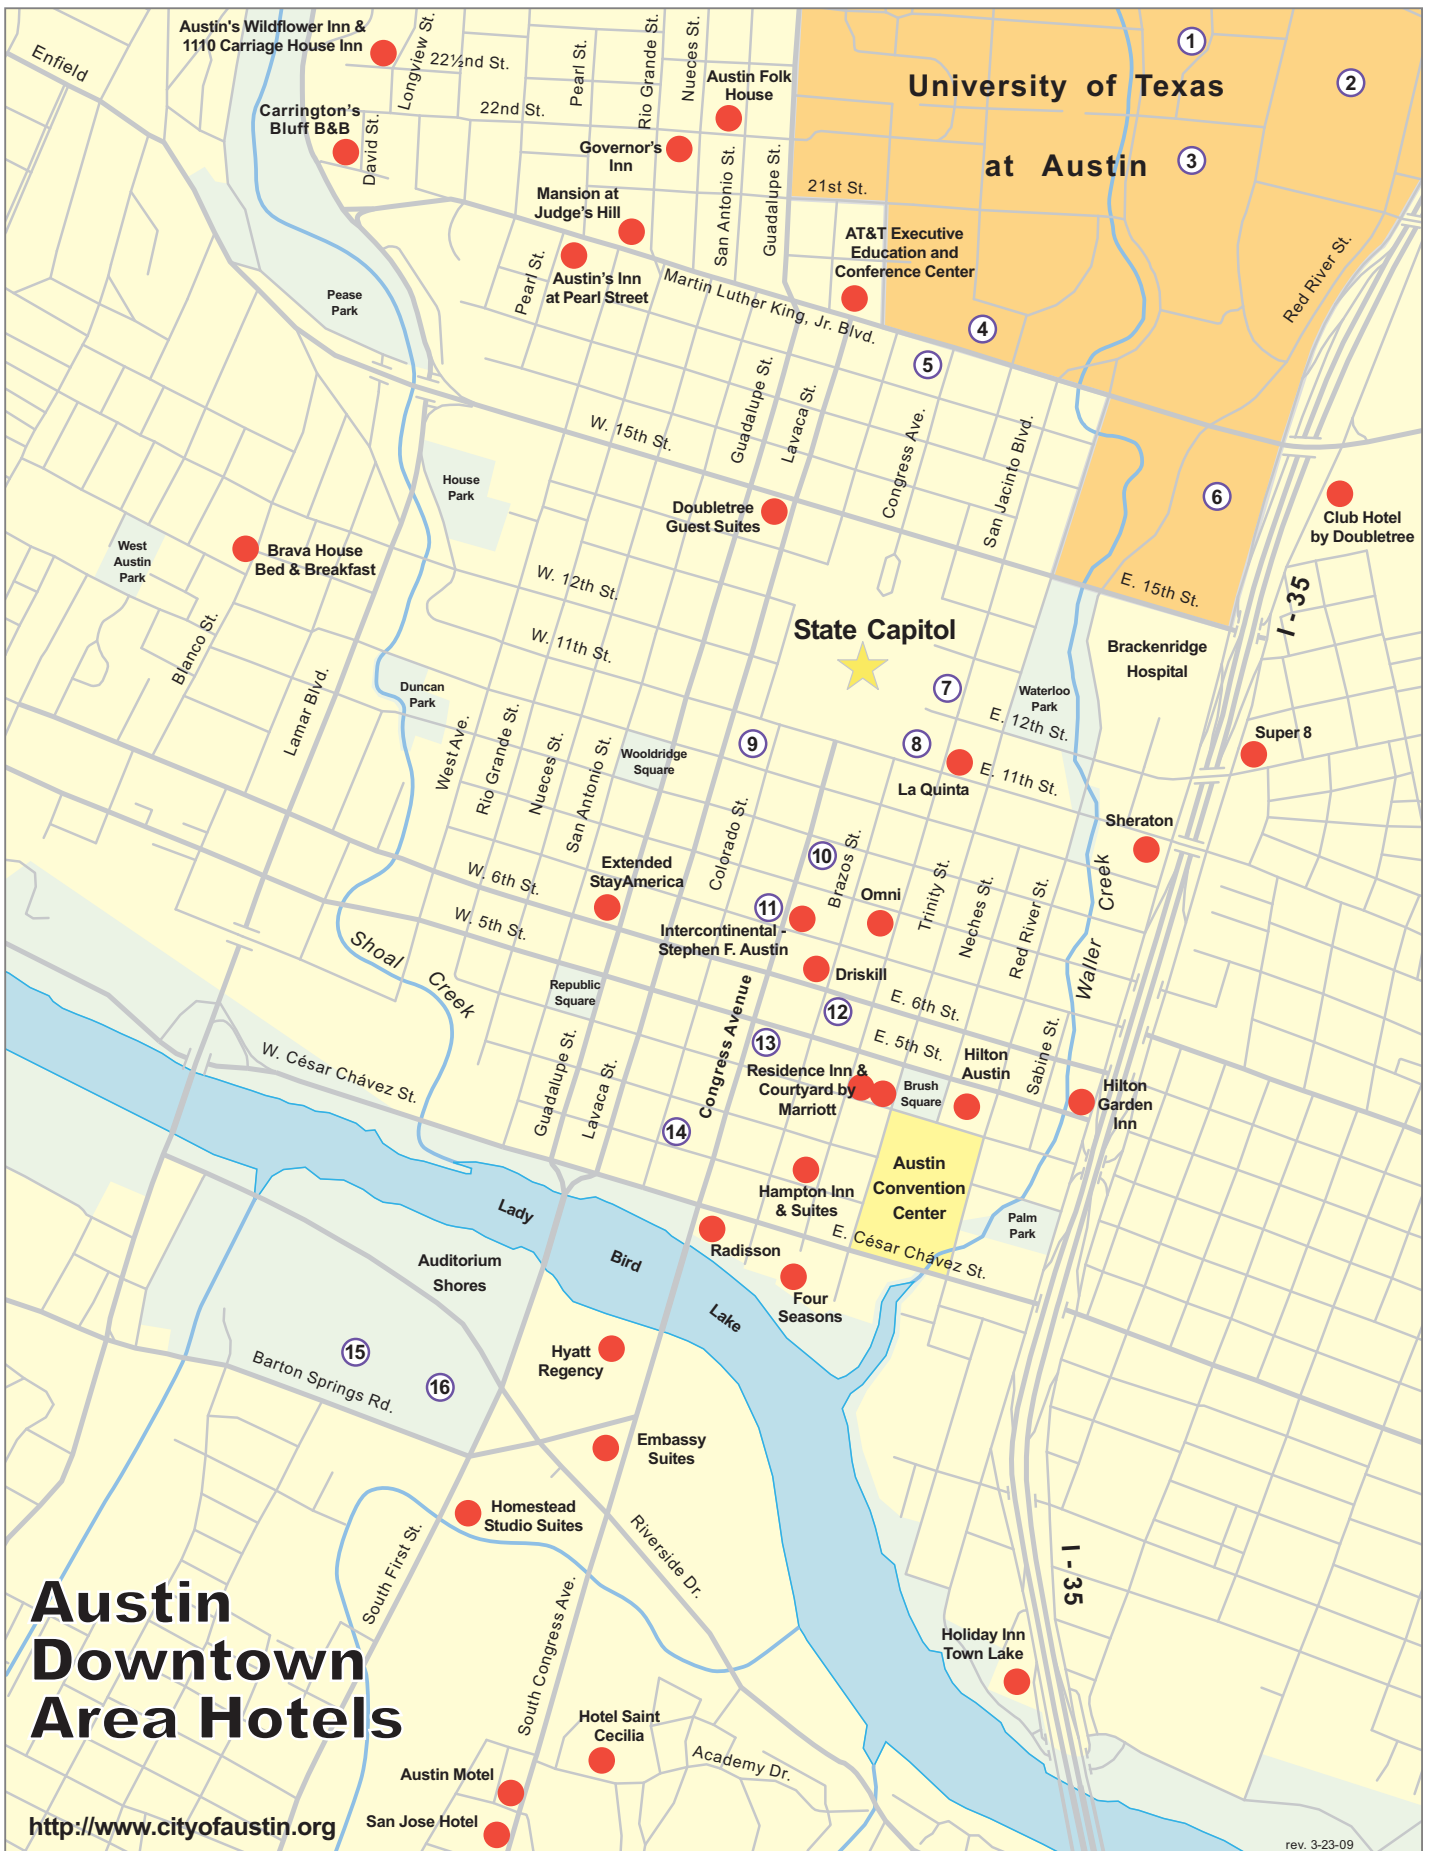 Austin's Wildflower Inn &
1110 Carriage House Inn
Enfield
Longview St.
22½nd St.
Pearl St.
Rio Grande St.
Nueces St.
Austin Folk
House
1
2
University of Texas
at Austin
3
Carrington's
Bluff B&B
David St.
22nd St.
Governor's
Inn
San Antonio St.
Guadalupe St.
21st St.
Mansion at
Judge's Hill
AT&T Executive
Education and
Conference Center
Red River St.
Pearl St.
Austin's Inn
at Pearl Street
Martin Luther King, Jr. Blvd.
Pease
Park
4
5
Guadalupe St.
Lavaca St.
Congress Ave.
San Jacinto Blvd.
W. 15th St.
House
Park
6
Doubletree
Guest Suites
Club Hotel
by Doubletree
West
Austin
Park
Brava House
Bed & Breakfast
W. 12th St.
E. 15th St.
I - 35
State Capitol
Brackenridge
Hospital
Blanco St.
W. 11th St.
Lamar Blvd.
Duncan
Park
7
Waterloo
Park
E. 12th St.
Super 8
West Ave.
Rio Grande St.
Nueces St.
San Antonio St.
Wooldridge
Square
9
8
La Quinta
E. 11th St.
Sheraton
Colorado St.
10
Brazos St.
Extended
StayAmerica
W. 6th St.
W. 5th St.
Omni
Trinity St.
Neches St.
Red River St.
Waller Creek
11
Intercontinental -
Stephen F. Austin
Driskill
Shoal Creek
Republic
Square
Congress Avenue
12
E. 6th St.
13
E. 5th St.
Hilton
Austin
Sabine St.
W. César Chávez St.
Guadalupe St.
Lavaca St.
Residence Inn &
Courtyard by
Marriott
Brush
Square
Hilton
Garden
Inn
14
Austin
Convention
Center
Hampton Inn
& Suites
Palm
Park
E. César Chávez St.
Lady
Bird
Lake
Radisson
Four
Seasons
Auditorium
Shores
Hyatt
Regency
15
16
Barton Springs Rd.
Embassy
Suites
Homestead
Studio Suites
Riverside Dr.
South First St.
I - 35
South Congress Ave.
Holiday Inn
Town Lake
Austin
Downtown
Area Hotels
Hotel Saint
Cecilia
Academy Dr.
Austin Motel
San Jose Hotel
http://www.cityofaustin.org
rev. 3-23-09